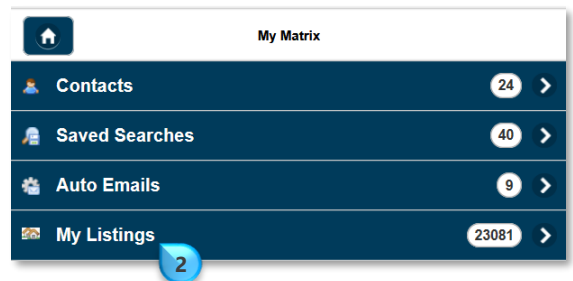 My Matrix
Contacts 24
Saved Searches 40
Auto Emails 9
My Listings 23081
2